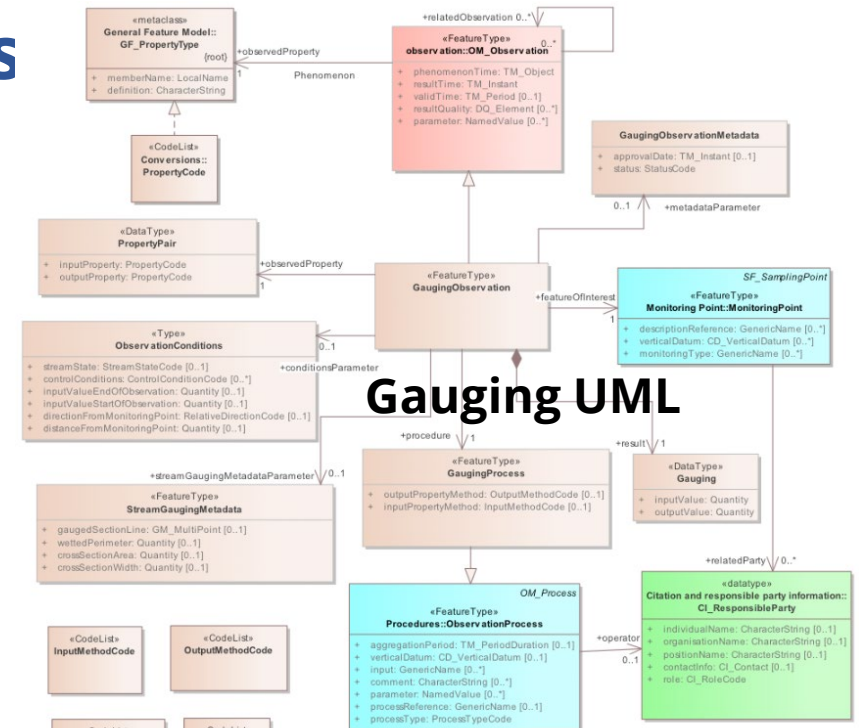 s
«metaclass»
General Feature Model::
GF_PropertyType
{root}
+ memberName: LocalName
+ definition: CharacterString
+observedProperty
1
Phenomenon
+relatedObservation 0..*
0..*
«FeatureType»
observation::OM_Observation
+ phenomenonTime: TM_Object
+ resultTime: TM_Instant
+ validTime: TM_Period [0..1]
+ resultQuality: DQ_Element [0..*]
+ parameter: NamedValue [0..*]
«CodeList»
Conversions::
PropertyCode
GaugingObservationMetadata
+ approvalDate: TM_Instant [0..1]
+ status: StatusCode
0..1
+metadataParameter
«DataType»
PropertyPair
+ inputProperty: PropertyCode
+ outputProperty: PropertyCode
+observedProperty
1
«FeatureType»
GaugingObservation
+featureOfInterest
1
SF_SamplingPoint
«FeatureType»
Monitoring Point::MonitoringPoint
+ descriptionReference: GenericName [0..*]
+ verticalDatum: CD_VerticalDatum [0..*]
+ monitoringType: GenericName [0..*]
«Type»
ObservationConditions
+ streamState: StreamStateCode [0..1]
+ controlConditions: ControlConditionCode [0..*]
+ inputValueEndOfObservation: Quantity [0..1]
+ inputValueStartOfObservation: Quantity [0..1]
+ directionFromMonitoringPoint: RelativeDirectionCode [0..1]
+ distanceFromMonitoringPoint: Quantity [0..1]
0..1
+conditionsParameter
Gauging UML
+procedure
1
+result
1
+streamGaugingMetadataParameter
0..1
«FeatureType»
StreamGaugingMetadata
+ gaugedSectionLine: GM_MultiPoint [0..1]
+ wettedPerimeter: Quantity [0..1]
+ crossSectionArea: Quantity [0..1]
+ crossSectionWidth: Quantity [0..1]
«FeatureType»
GaugingProcess
+ outputPropertyMethod: OutputMethodCode [0..1]
+ inputPropertyMethod: InputMethodCode [0..1]
«DataType»
Gauging
+ inputValue: Quantity
+ outputValue: Quantity
+relatedParty
0..*
OM_Process
«FeatureType»
Procedures::ObservationProcess
+ aggregationPeriod: TM_PeriodDuration [0..1]
+ verticalDatum: CD_VerticalDatum [0..1]
+ input: GenericName [0..*]
+ comment: CharacterString [0..*]
+ parameter: NamedValue [0..*]
+ processReference: GenericName [0..1]
+ processType: ProcessTypeCode
+operator
0..1
«datatype»
Citation and responsible party information::
CI_ResponsibleParty
+ individualName: CharacterString [0..1]
+ organisationName: CharacterString [0..1]
+ positionName: CharacterString [0..1]
+ contactInfo: CI_Contact [0..1]
+ role: CI_RoleCode
«CodeList»
InputMethodCode
«CodeList»
OutputMethodCode